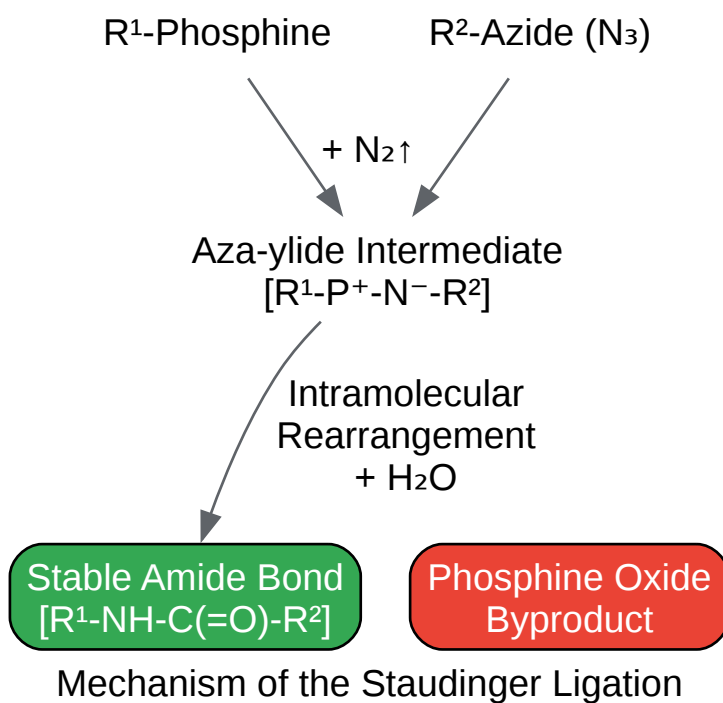 R¹-Phosphine
R²-Azide (N₃)
+ N₂↑
Aza-ylide Intermediate
[R¹-P⁺-N⁻-R²]
Intramolecular
Rearrangement
+ H₂O
Stable Amide Bond
[R¹-NH-C(=O)-R²]
Phosphine Oxide
Byproduct
Mechanism of the Staudinger Ligation